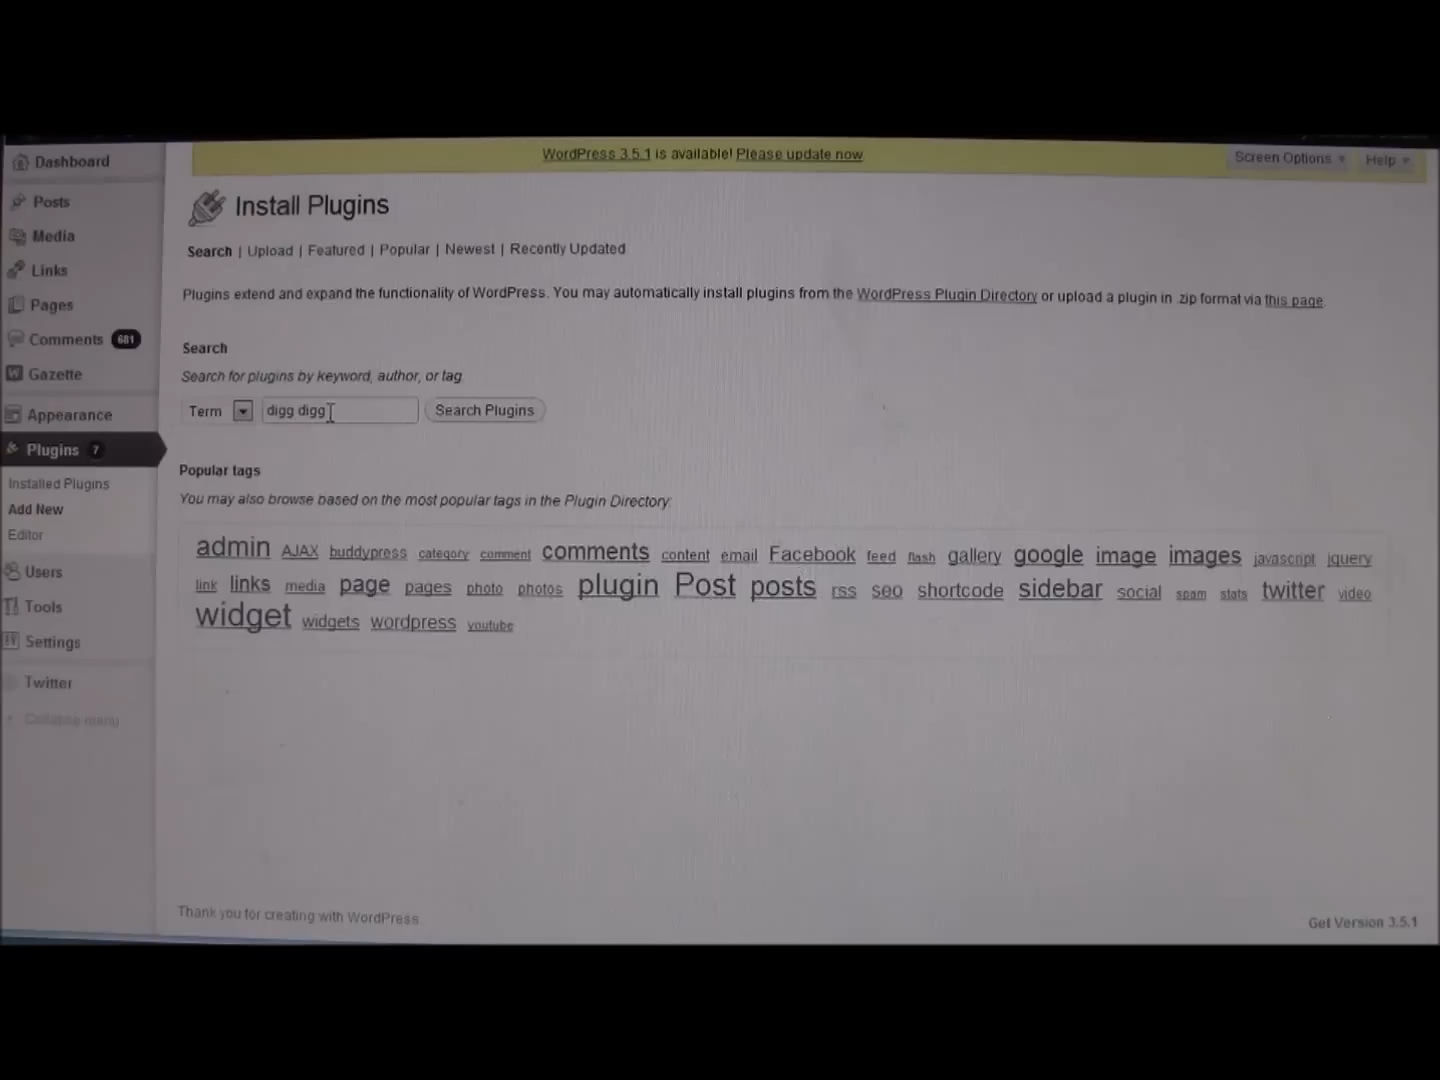 Dashboard
Posts
Media
Links
Pages
Comments 681
Gazette
Appearance
Plugins 7
Installed Plugins
Add New
Editor
Users
Tools
Settings
Twitter
Collapse menu
WordPress 3.5.1 is available! Please update now
Screen Options
Help
Install Plugins
Search | Upload | Featured | Popular | Newest | Recently Updated
Plugins extend and expand the functionality of WordPress. You may automatically install plugins from the WordPress Plugin Directory or upload a plugin in .zip format via this page.
Search
Search for plugins by keyword, author, or tag.
Term digg digg Search Plugins
Popular tags
You may also browse based on the most popular tags in the Plugin Directory:
admin AJAX buddypress category comment comments content email Facebook feed flash gallery google image images javascript jquery
link links media page pages photo photos plugin Post posts rss seo shortcode sidebar social spam stats twitter video
widget widgets wordpress youtube
Thank you for creating with WordPress.
Get Version 3.5.1